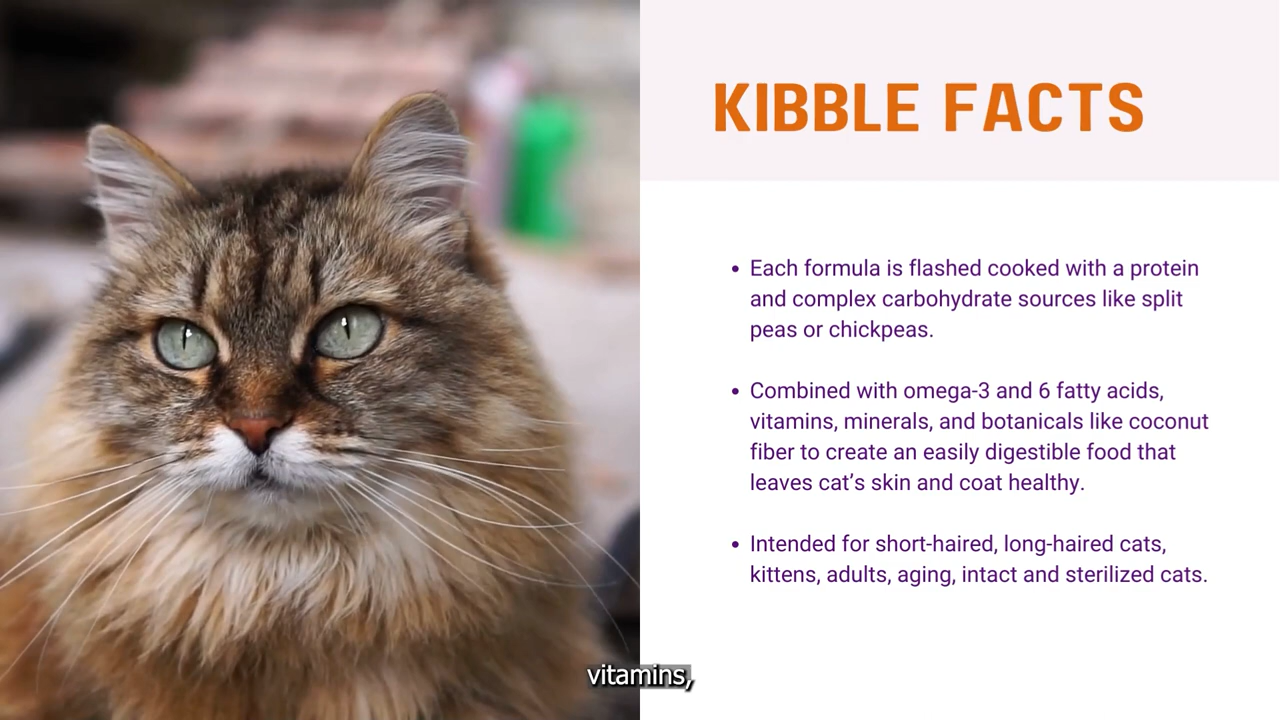 KIBBLE FACTS
• Each formula is flashed cooked with a protein
and complex carbohydrate sources like split
peas or chickpeas.
• Combined with omega-3 and 6 fatty acids,
vitamins, minerals, and botanicals like coconut
fiber to create an easily digestible food that
leaves cat’s skin and coat healthy.
• Intended for short-haired, long-haired cats,
kittens, adults, aging, intact and sterilized cats.
vitamins,